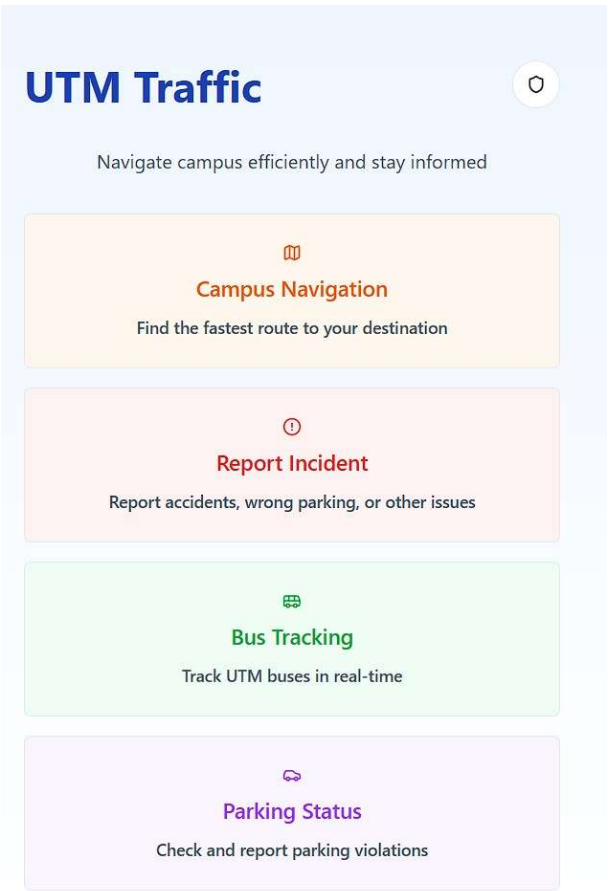 UTM Traffic
Navigate campus efficiently and stay informed
Campus Navigation
Find the fastest route to your destination
Report Incident
Report accidents, wrong parking, or other issues
Bus Tracking
Track UTM buses in real-time
Parking Status
Check and report parking violations